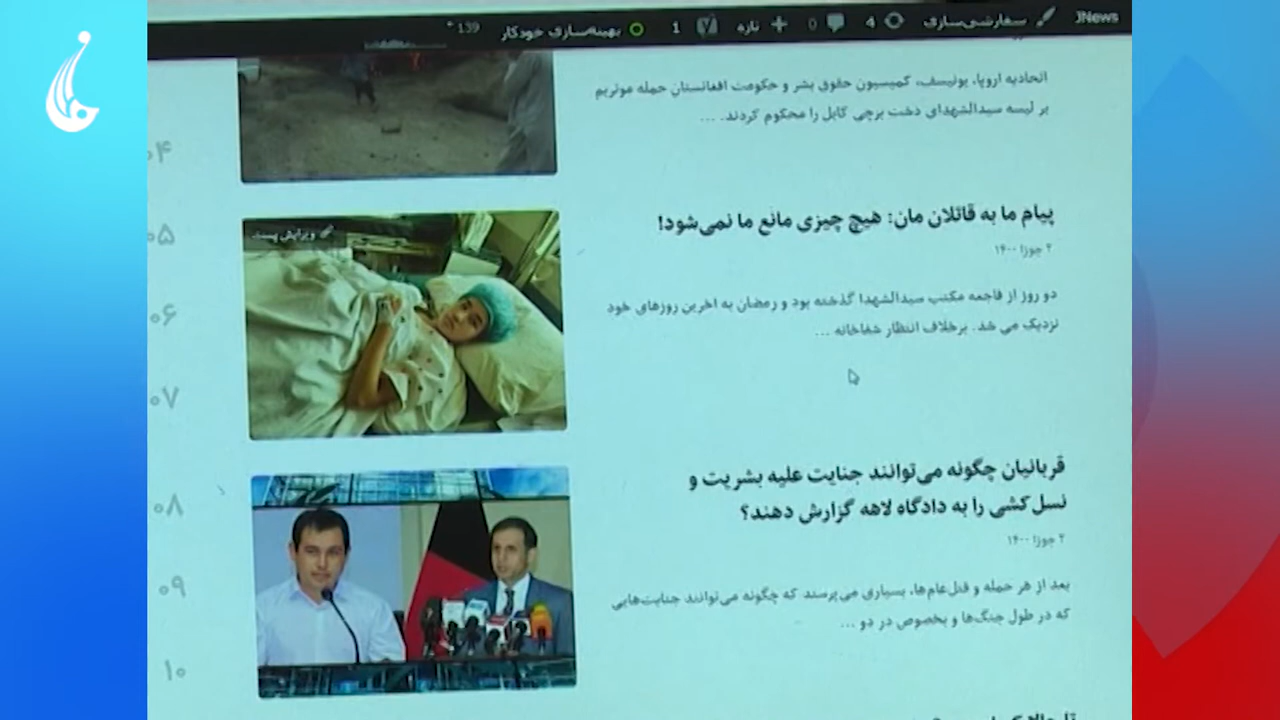 JNews
سفارشی‌سازی
4
0
تازه
1
بهینه‌سازی خودکار
139
اتحادیه اروپا، یونیسف، کمیسیون حقوق بشر و حکومت افغانستان حمله موتربم
بر لیسه سیدالشهدای دشت برچی کابل را محکوم کردند. ...
۰۴
پیام ما به قاتلان مان: هیچ چیزی مانع ما نمی‌شود!
۲ جوزا ۱۴۰۰
دو روز از فاجعه مکتب سیدالشهدا گذشته بود و رمضان به آخرین روزهای خود
نزدیک می شد. برخلاف انتظار شفاخانه ...
ویرایش پست
۰۵
۰۶
۰۷
قربانیان چگونه می‌توانند جنایت علیه بشریت و
نسل‌کشی را به دادگاه لاهه گزارش دهند؟
۲ جوزا ۱۴۰۰
بعد از هر حمله و قتل‌عام‌ها، بسیاری می‌پرسند که چگونه می‌توانند جنایت‌هایی
که در طول جنگ‌ها و بخصوص در دو ...
۰۸
۰۹
۱۰